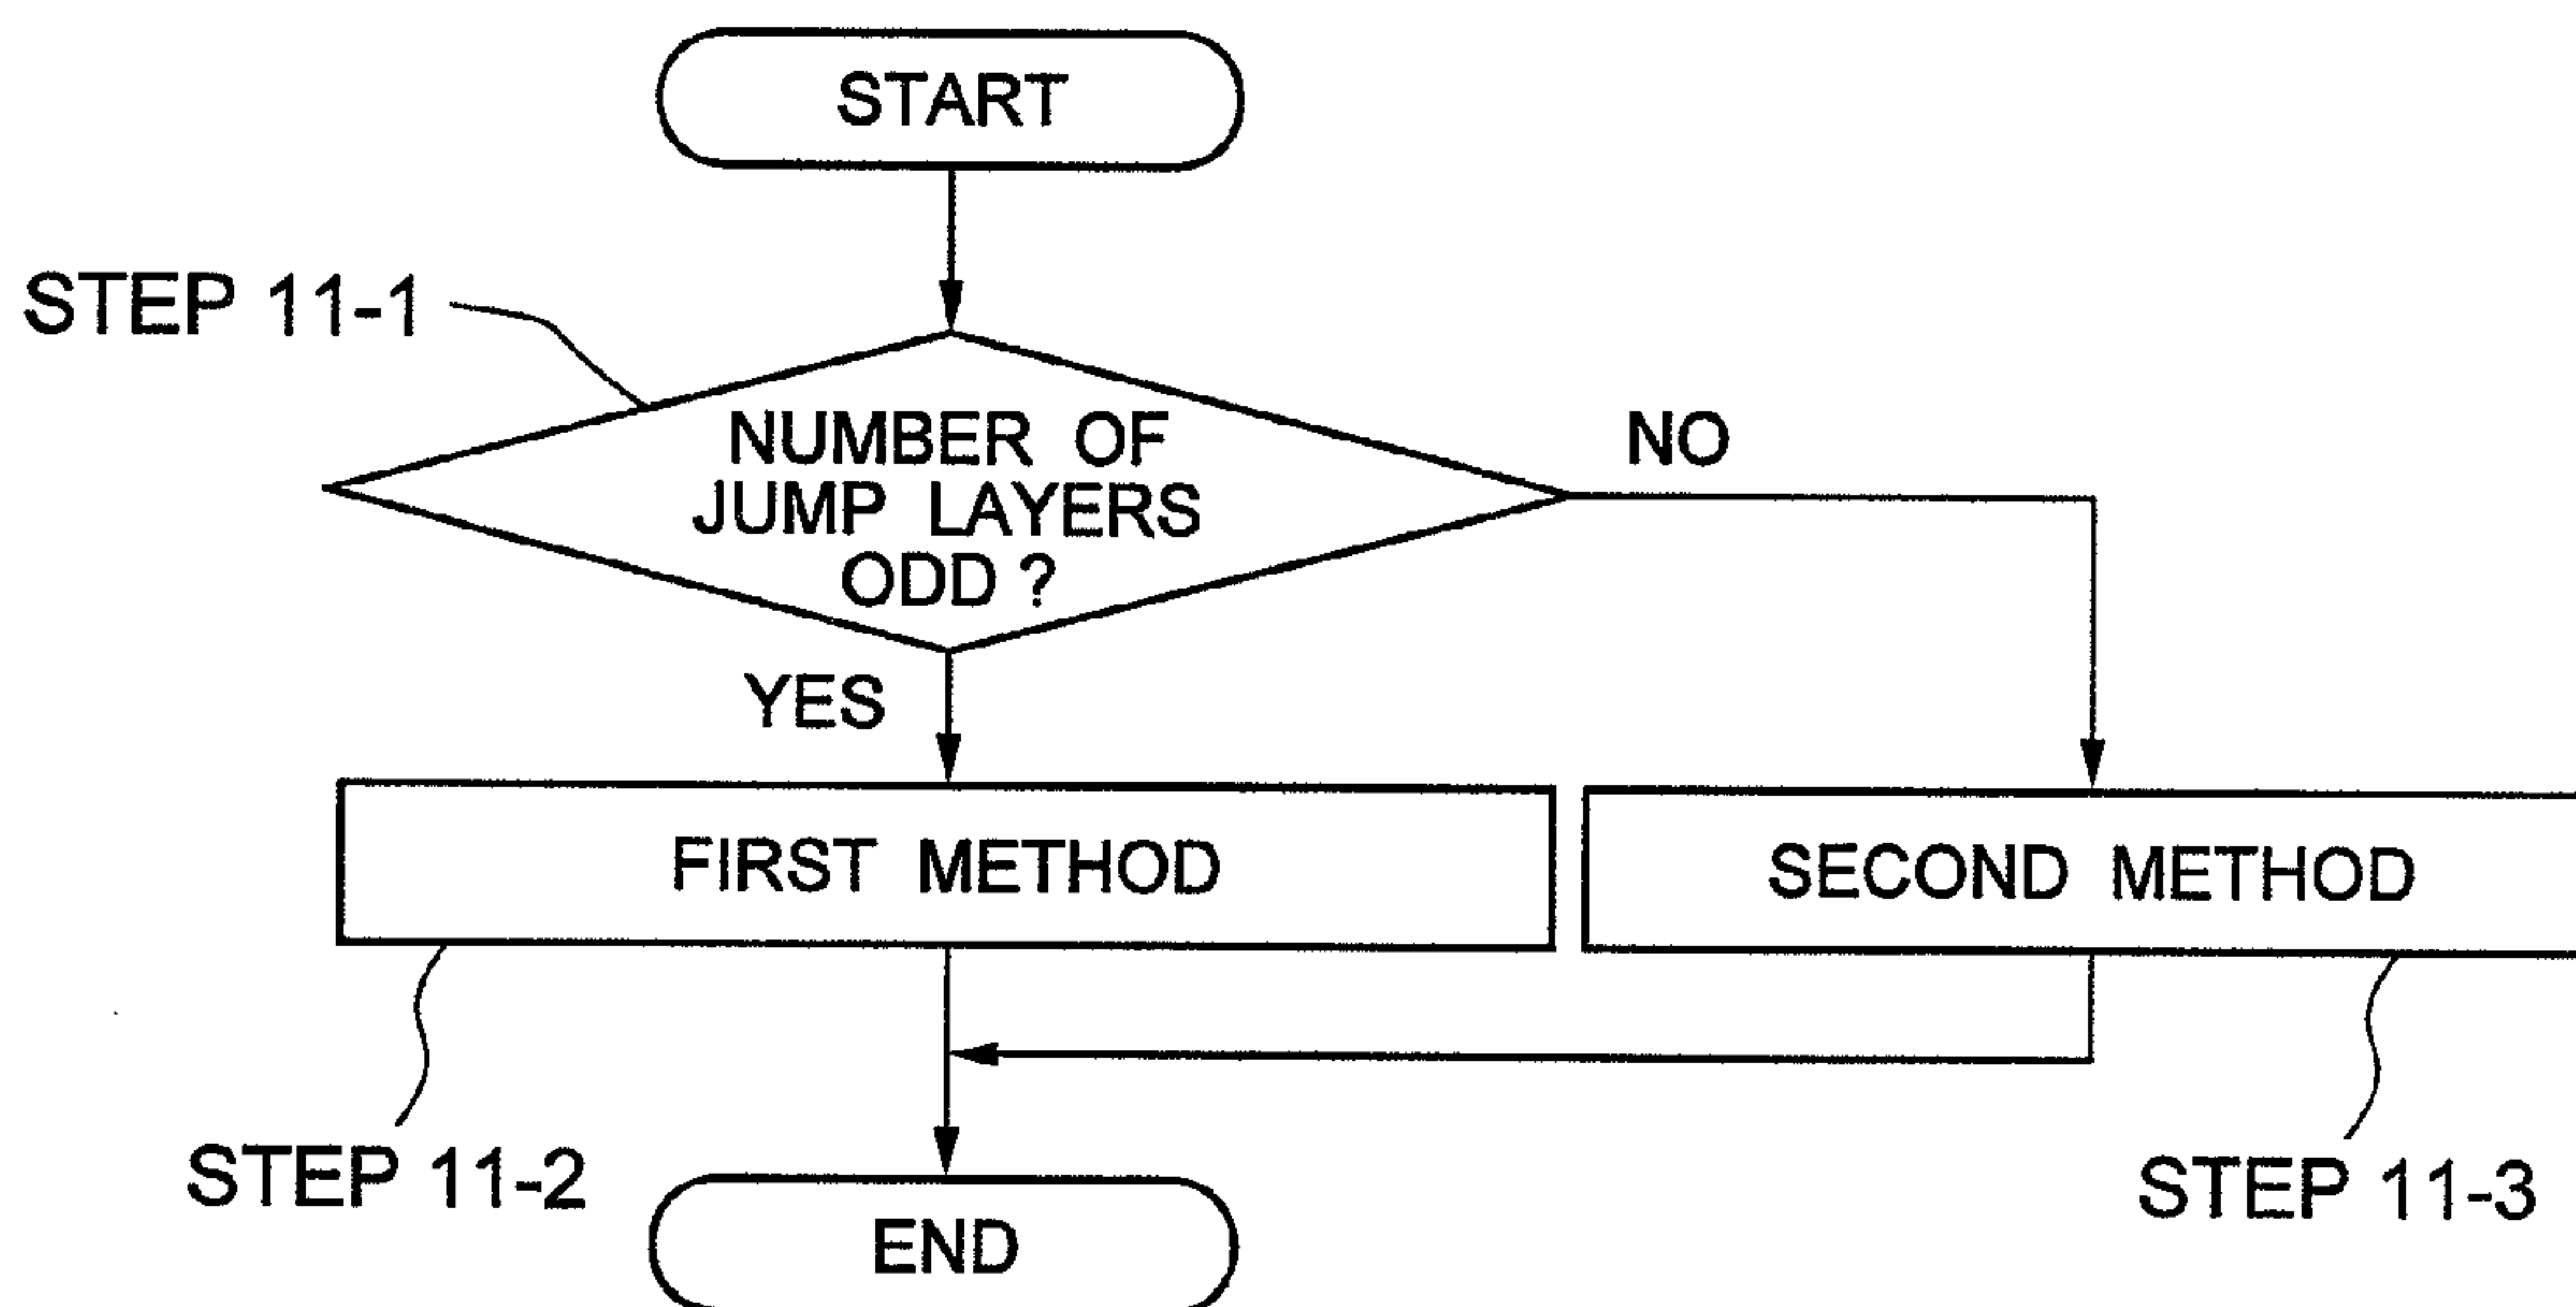 START
STEP 11-1
NUMBER OF
JUMP LAYERS
ODD ?
NO
YES
FIRST METHOD
SECOND METHOD
STEP 11-2
STEP 11-3
END